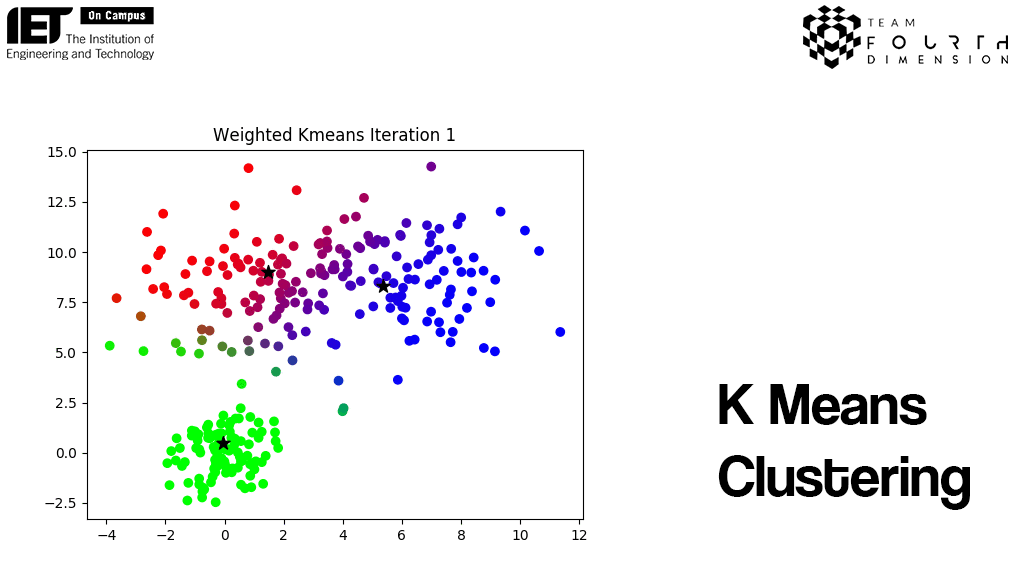 IET On Campus
The Institution of
Engineering and Technology
TEAM
FOURTH
DIMENSION
Weighted Kmeans Iteration 1
15.0
12.5
10.0
7.5
5.0
2.5
0.0
−2.5
−4 −2 0 2 4 6 8 10 12
K Means
Clustering